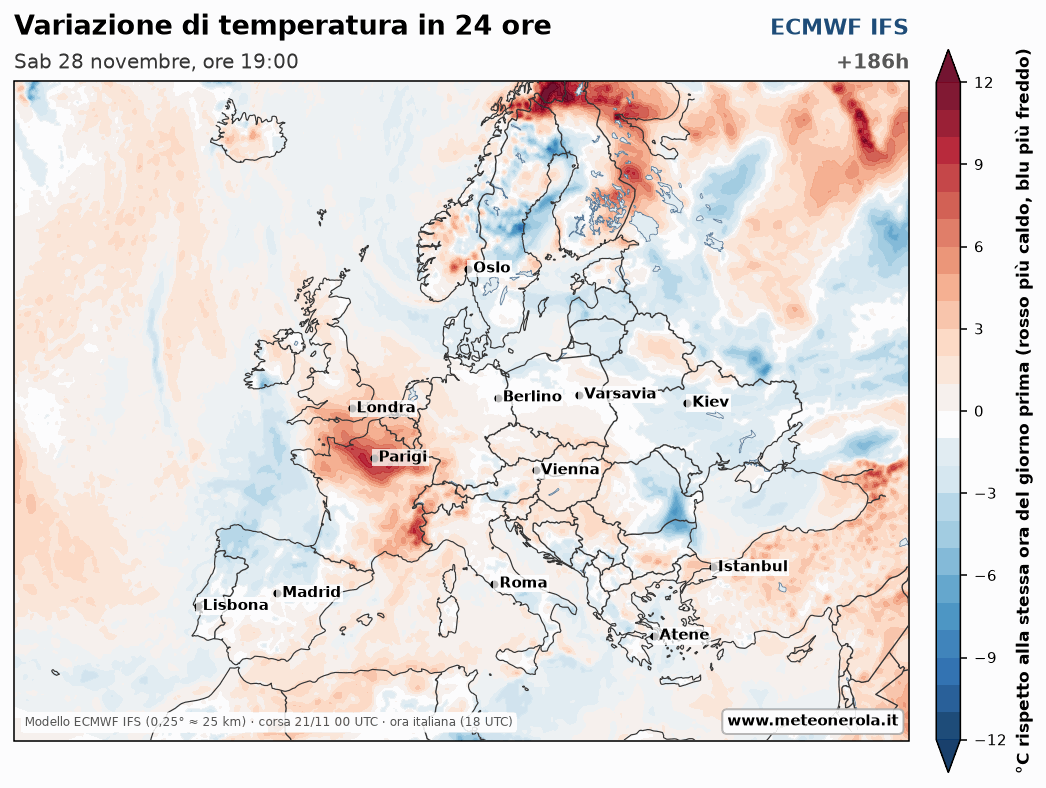 Variazione di temperatura in 24 ore
ECMWF IFS
Sab 28 novembre, ore 19:00
+186h
Oslo
Londra
Berlino
Varsavia
Kiev
Parigi
Vienna
Madrid
Lisbona
Roma
Istanbul
Atene
Modello ECMWF IFS (0,25° ≈ 25 km) · corsa 21/11 00 UTC · ora italiana (18 UTC)
www.meteonerola.it
12
9
6
3
0
−3
−6
−9
−12
°C rispetto alla stessa ora del giorno prima (rosso più caldo, blu più freddo)